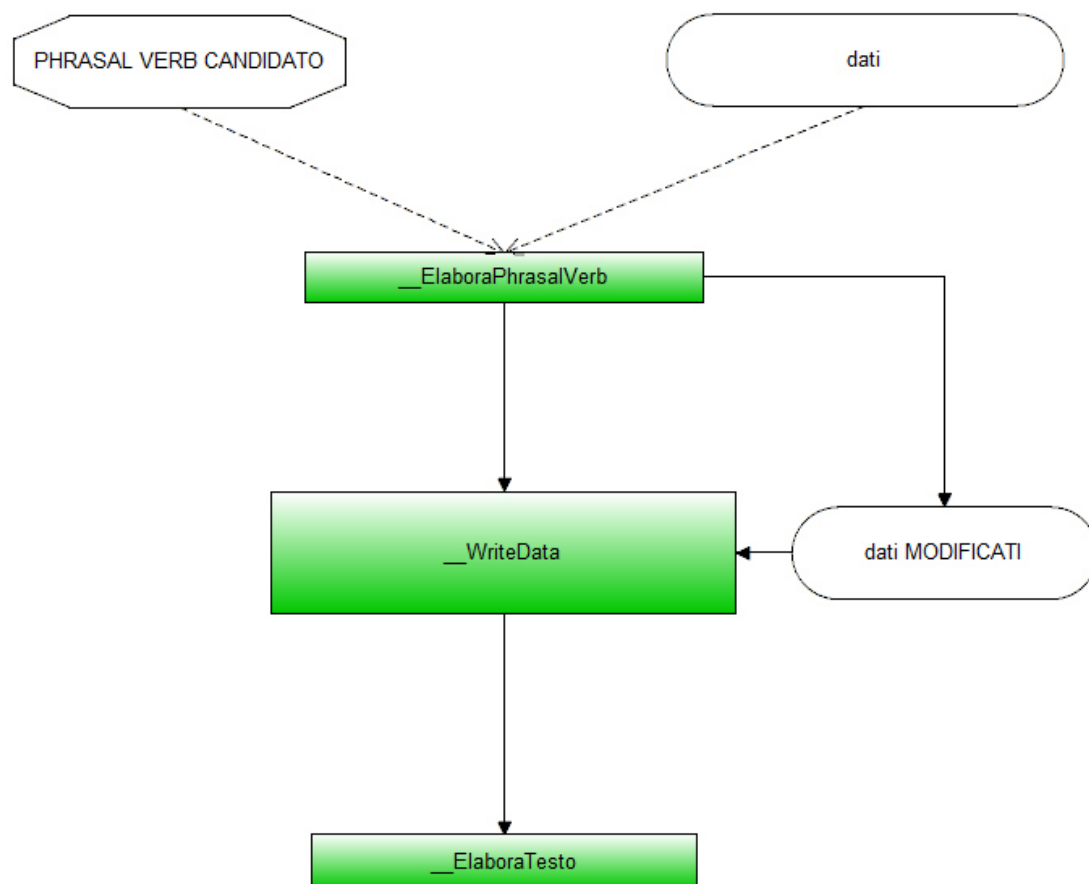 PHRASAL VERB CANDIDATO
dati
__ElaboraPhrasalVerb
__WriteData
dati MODIFICATI
__ElaboraTesto